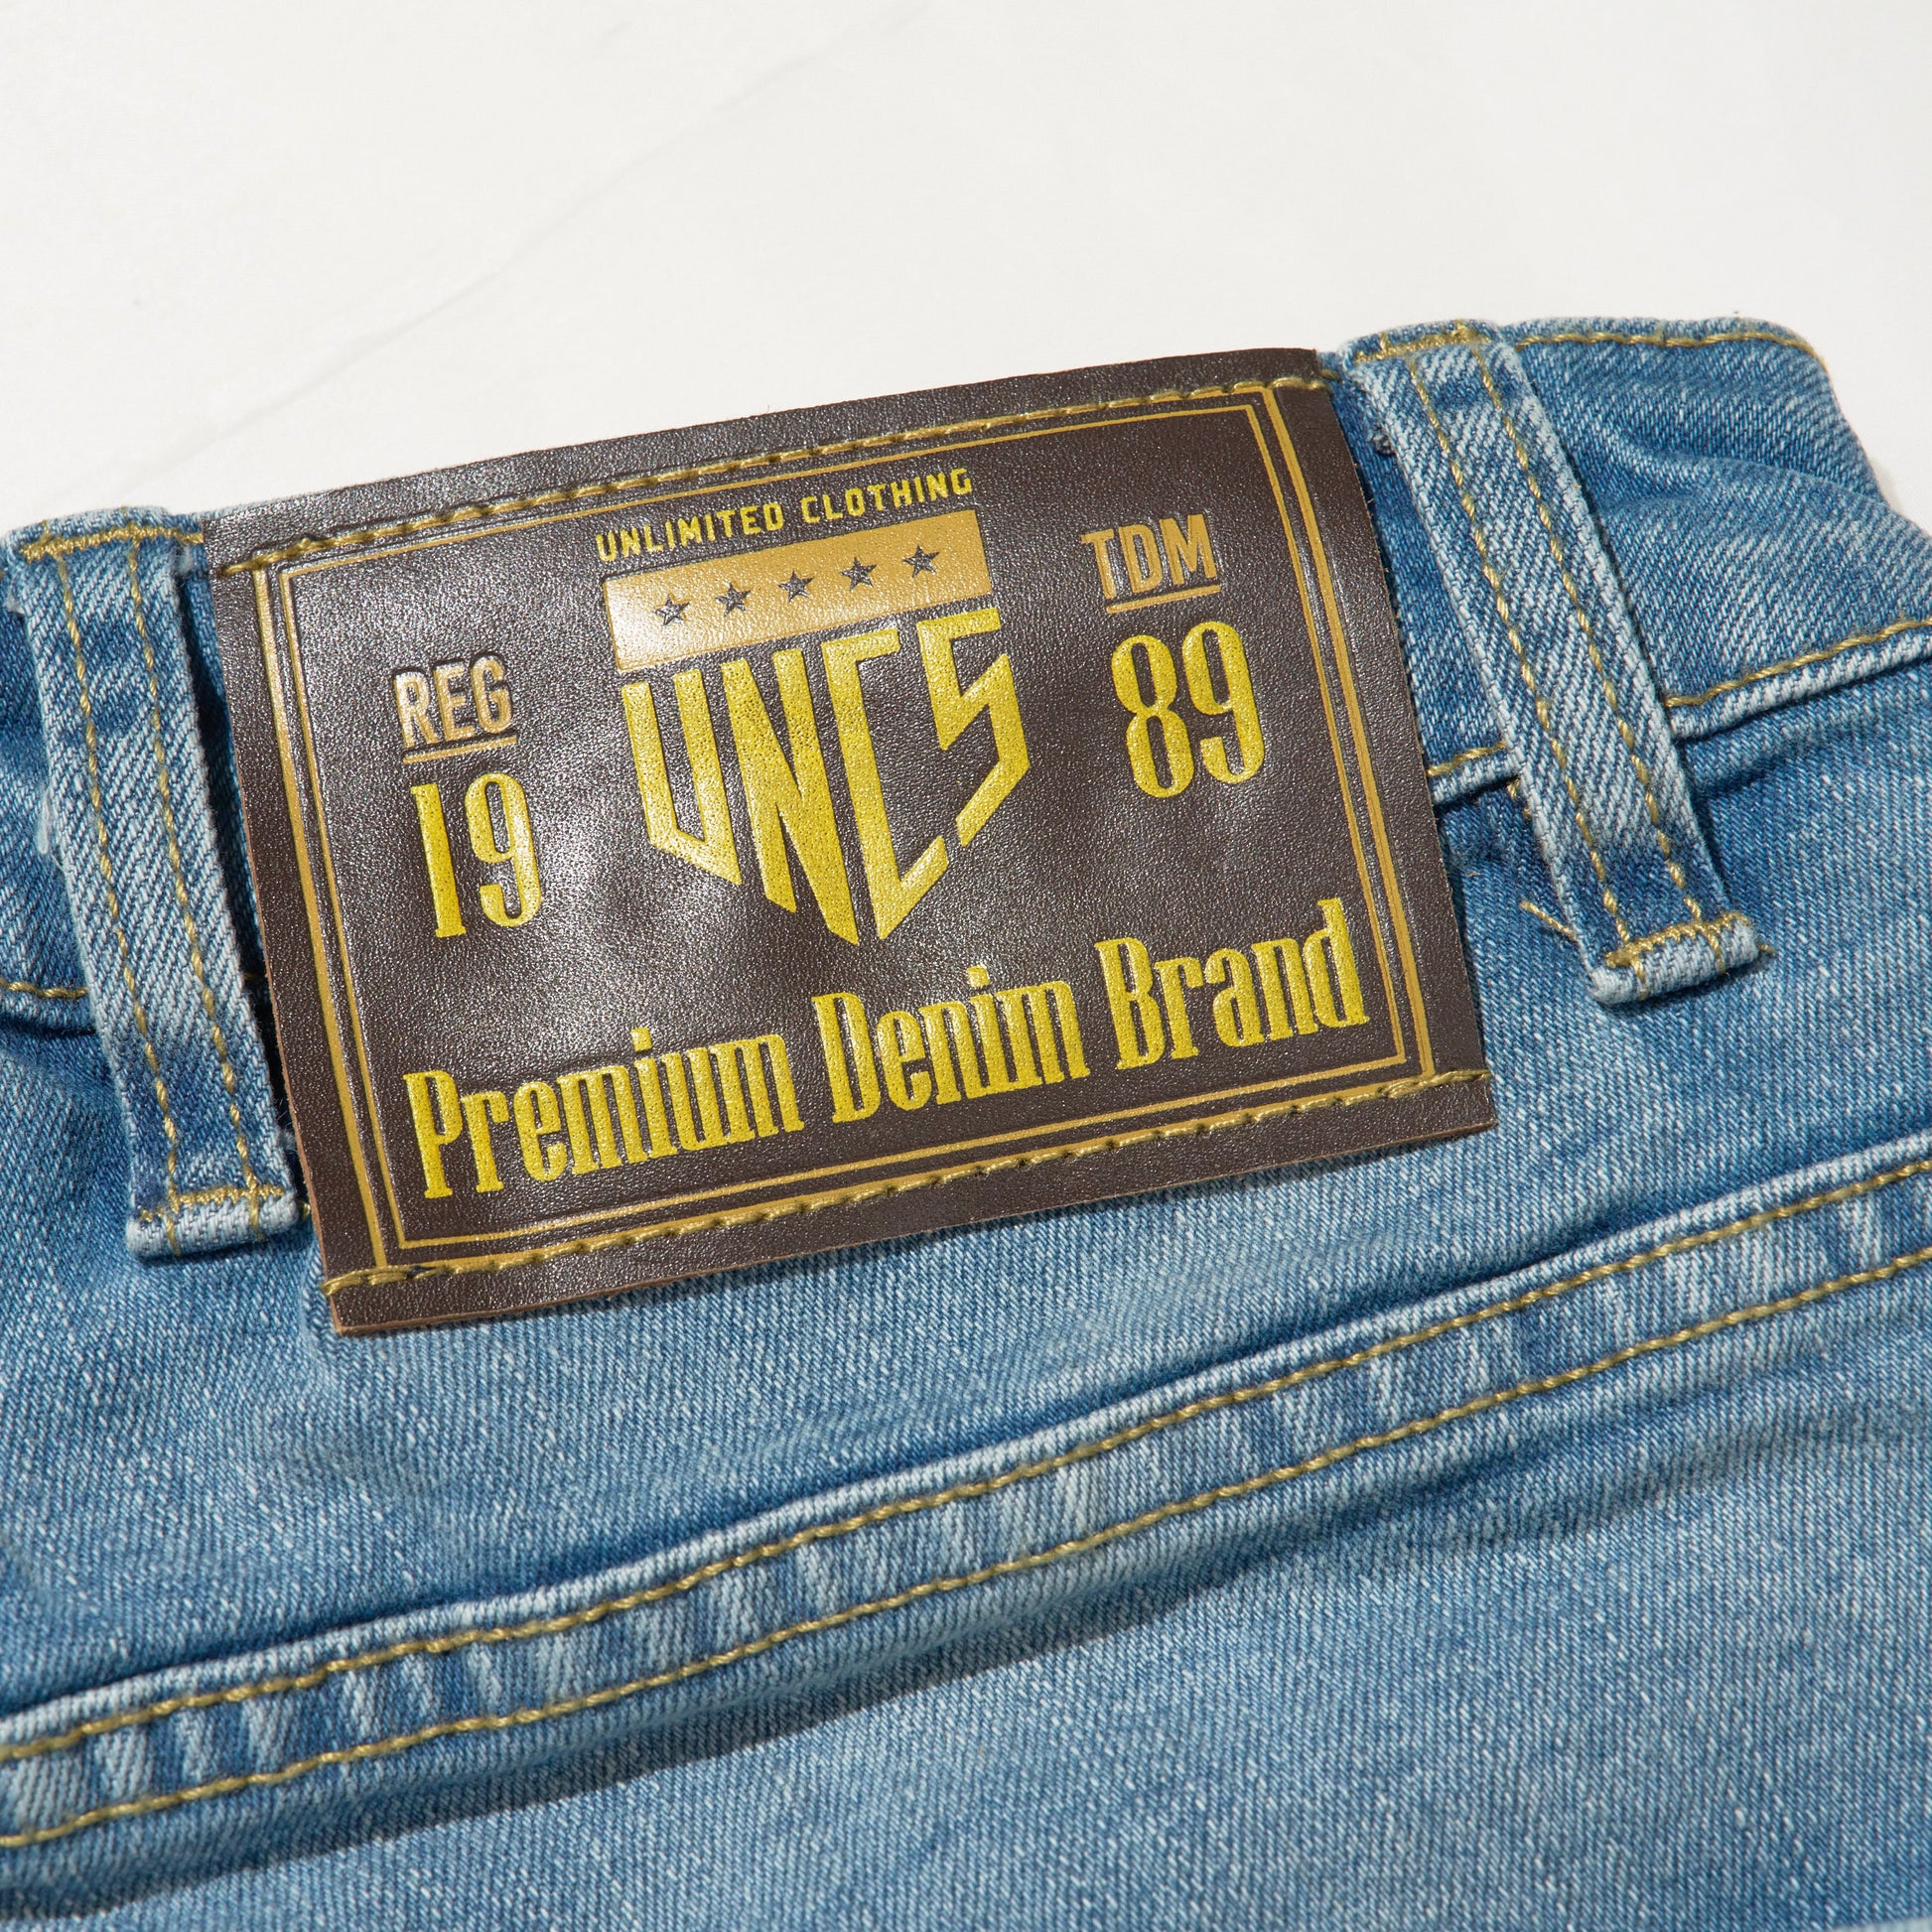 UNLIMITED CLOTHING
UNCS
REG
19
TDM
89
Premium Denim Brand